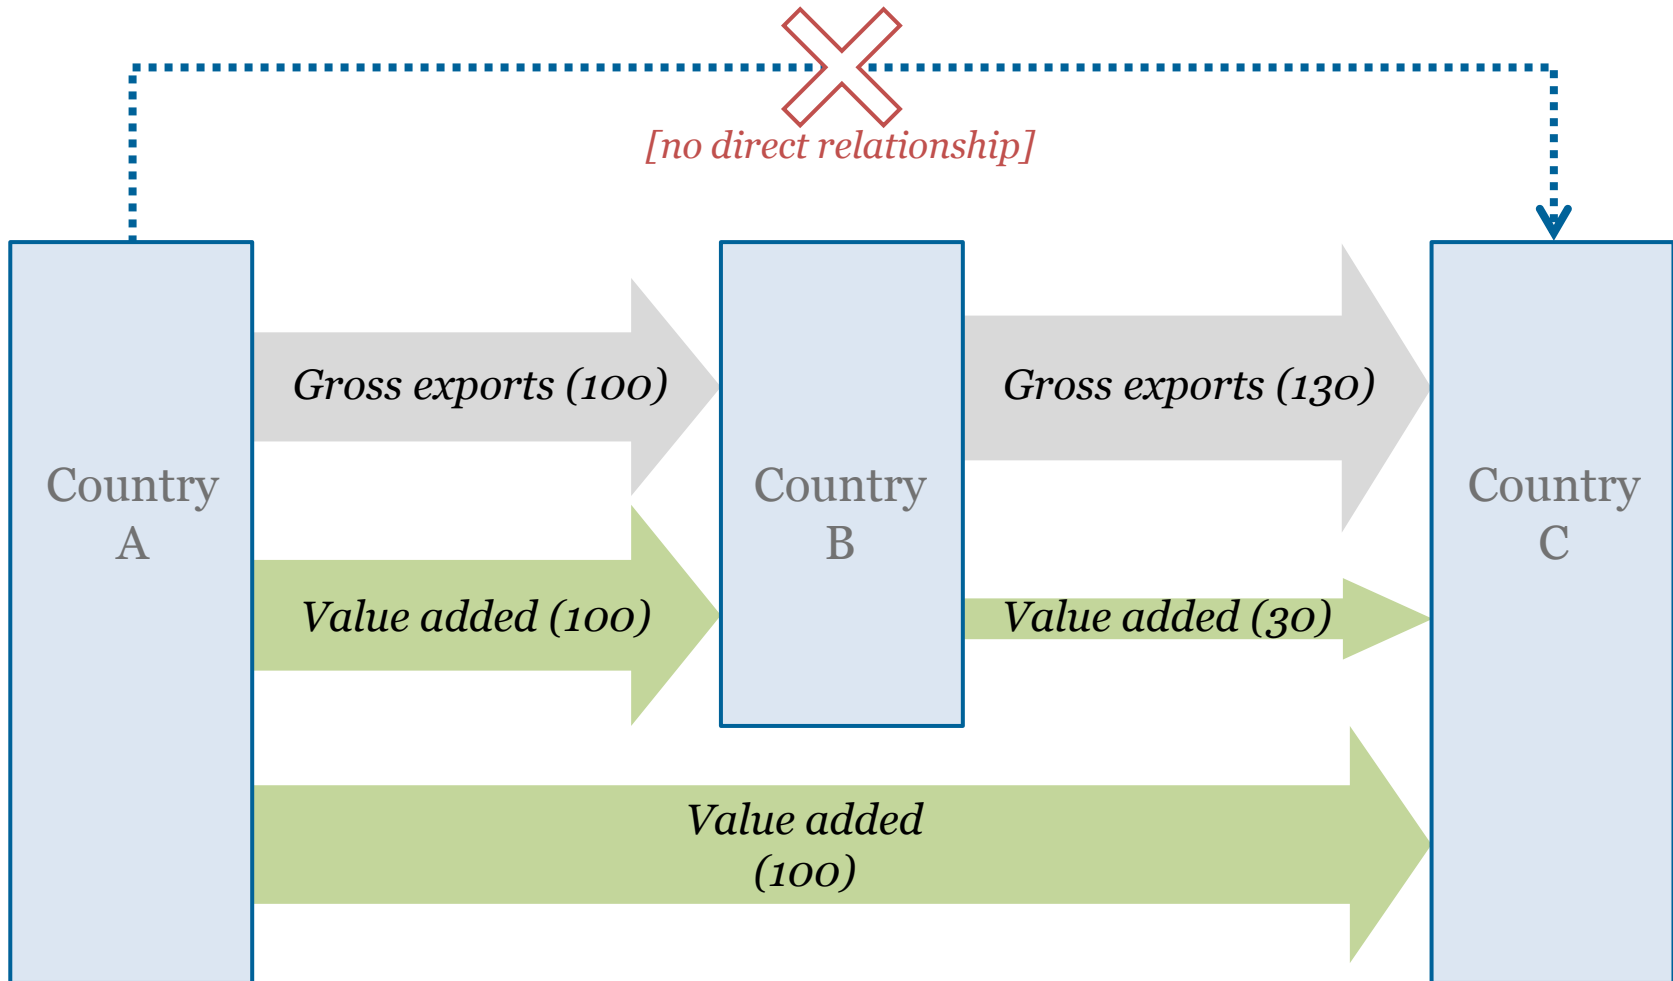 [no direct relationship]
Gross exports (100)
Gross exports (130)
Country
A
Country
B
Country
C
Value added (100)
Value added (30)
Value added
(100)